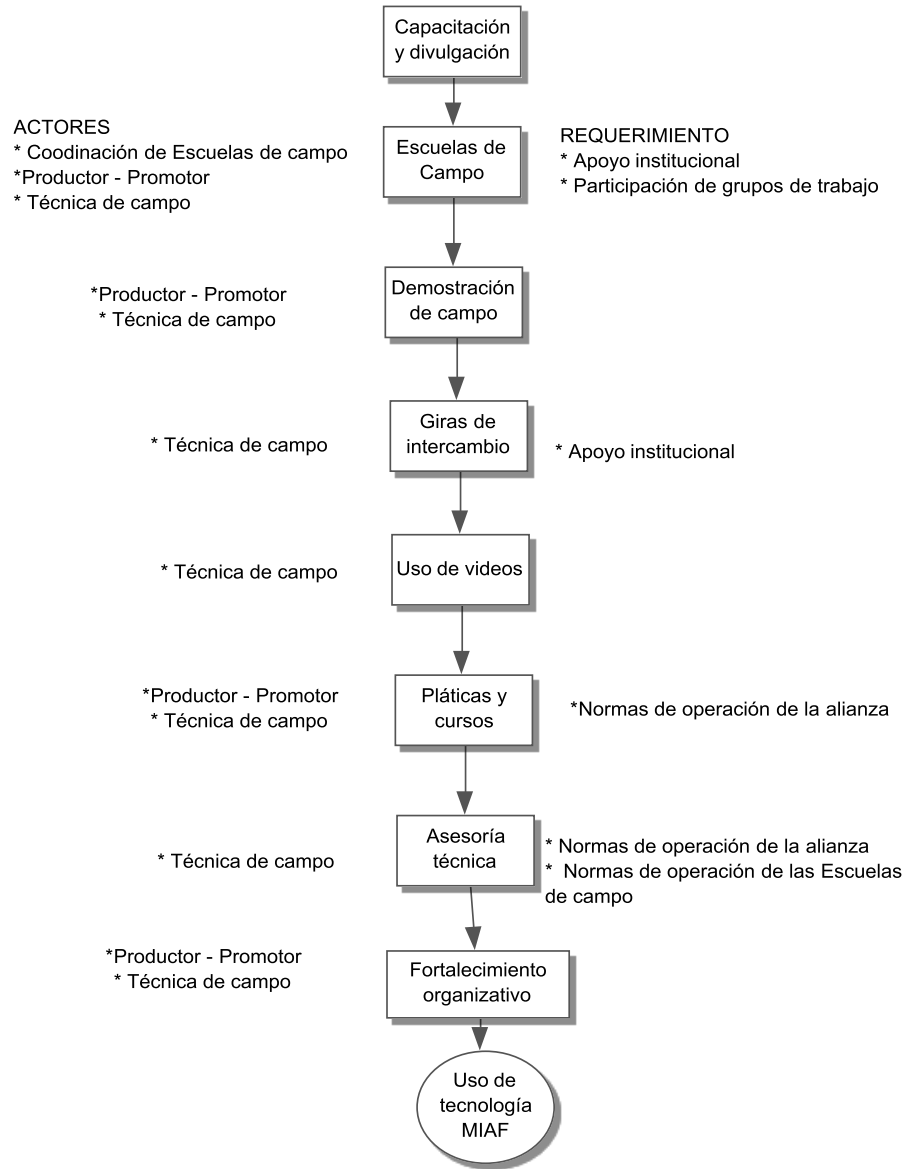 Capacitación
y divulgación
ACTORES
* Coodinación de Escuelas de campo
*Productor - Promotor
* Técnica de campo
Escuelas de
Campo
REQUERIMIENTO
* Apoyo institucional
* Participación de grupos de trabajo
*Productor - Promotor
* Técnica de campo
Demostración
de campo
* Técnica de campo
Giras de
intercambio
* Apoyo institucional
* Técnica de campo
Uso de videos
*Productor - Promotor
* Técnica de campo
Pláticas y
cursos
*Normas de operación de la alianza
* Técnica de campo
Asesoría
técnica
* Normas de operación de la alianza
* Normas de operación de las Escuelas
de campo
*Productor - Promotor
* Técnica de campo
Fortalecimiento
organizativo
Uso de
tecnología
MIAF